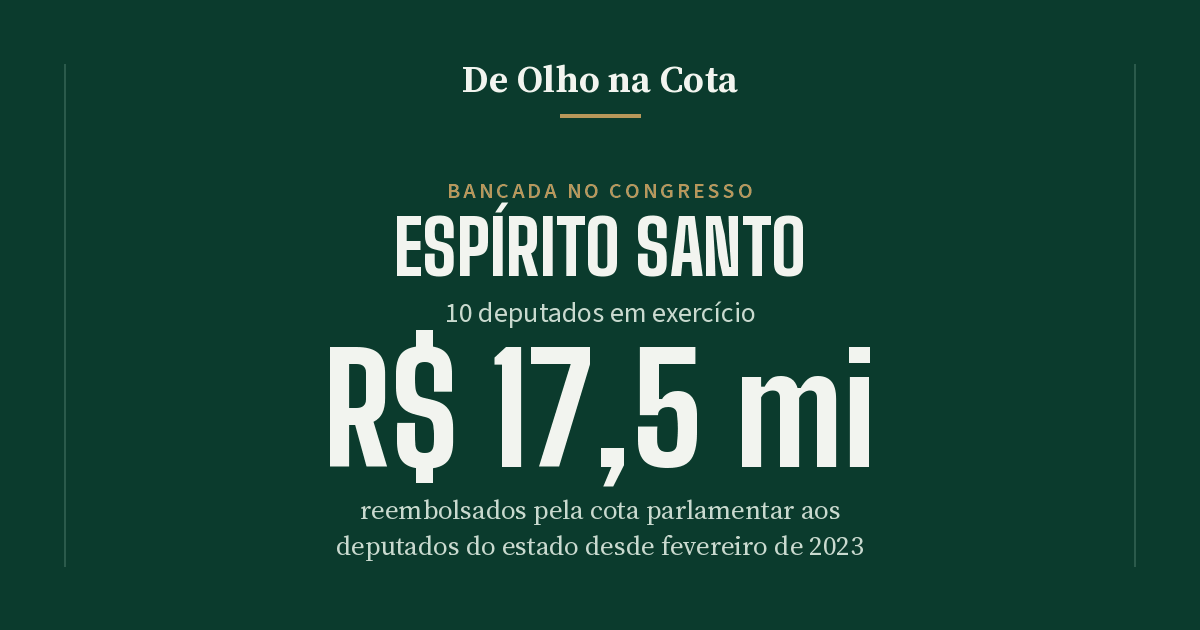 De Olho na Cota
BANCADA NO CONGRESSO
ESPÍRITO SANTO
10 deputados em exercício
R$ 17,5 mi
reembolsados pela cota parlamentar aos
deputados do estado desde fevereiro de 2023